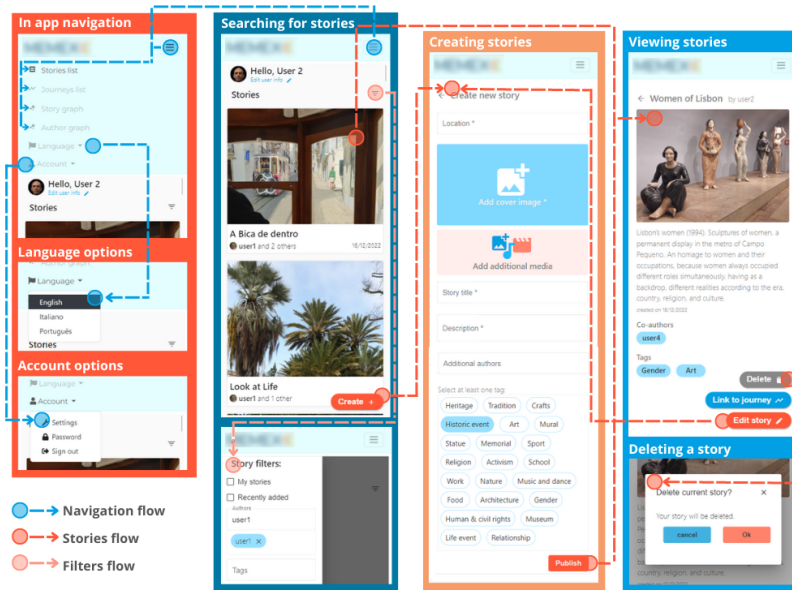 In app navigation
Stories list
Journeys list
Story graph
Author graph
Language
Account
Hello, User 2
Edit user info
Stories
Language options
Language
English
Italiano
Português
Stories
Account options
Language
Account
Settings
Password
Sign out
Navigation flow
Stories flow
Filters flow
Searching for stories
Hello, User 2
Edit user info
Stories
A Bica de dentro
user1 and 2 others
16/12/2022
Look at Life
user1 and 1 other
Create +
Story filters:
My stories
Recently added
Authors
user1
user1 ×
Tags
Creating stories
← Create new story
Location *
Add cover image *
Add additional media
Story title *
Description *
Additional authors
Select at least one tag:
Heritage Tradition Crafts
Historic event Art Mural
Statue Memorial Sport
Religion Activism School
Work Nature Music and dance
Food Architecture Gender
Human & civil rights Museum
Life event Relationship
Publish
Viewing stories
← Women of Lisbon by user2
Lisbon's women (1994). Sculptures of women, a
permanent display in the metro of Campo
Pequeno. An homage to women and their
occupations, because women always occupied
different roles simultaneously, having as a
backdrop, different realities according to the era,
country, religion, and culture.
created on 16/12/2022
Co-authors
user4
Tags
Gender Art
Delete
Link to journey
Edit story
Deleting a story
Delete current story? ×
Your story will be deleted.
cancel Ok
country, religion, and culture.